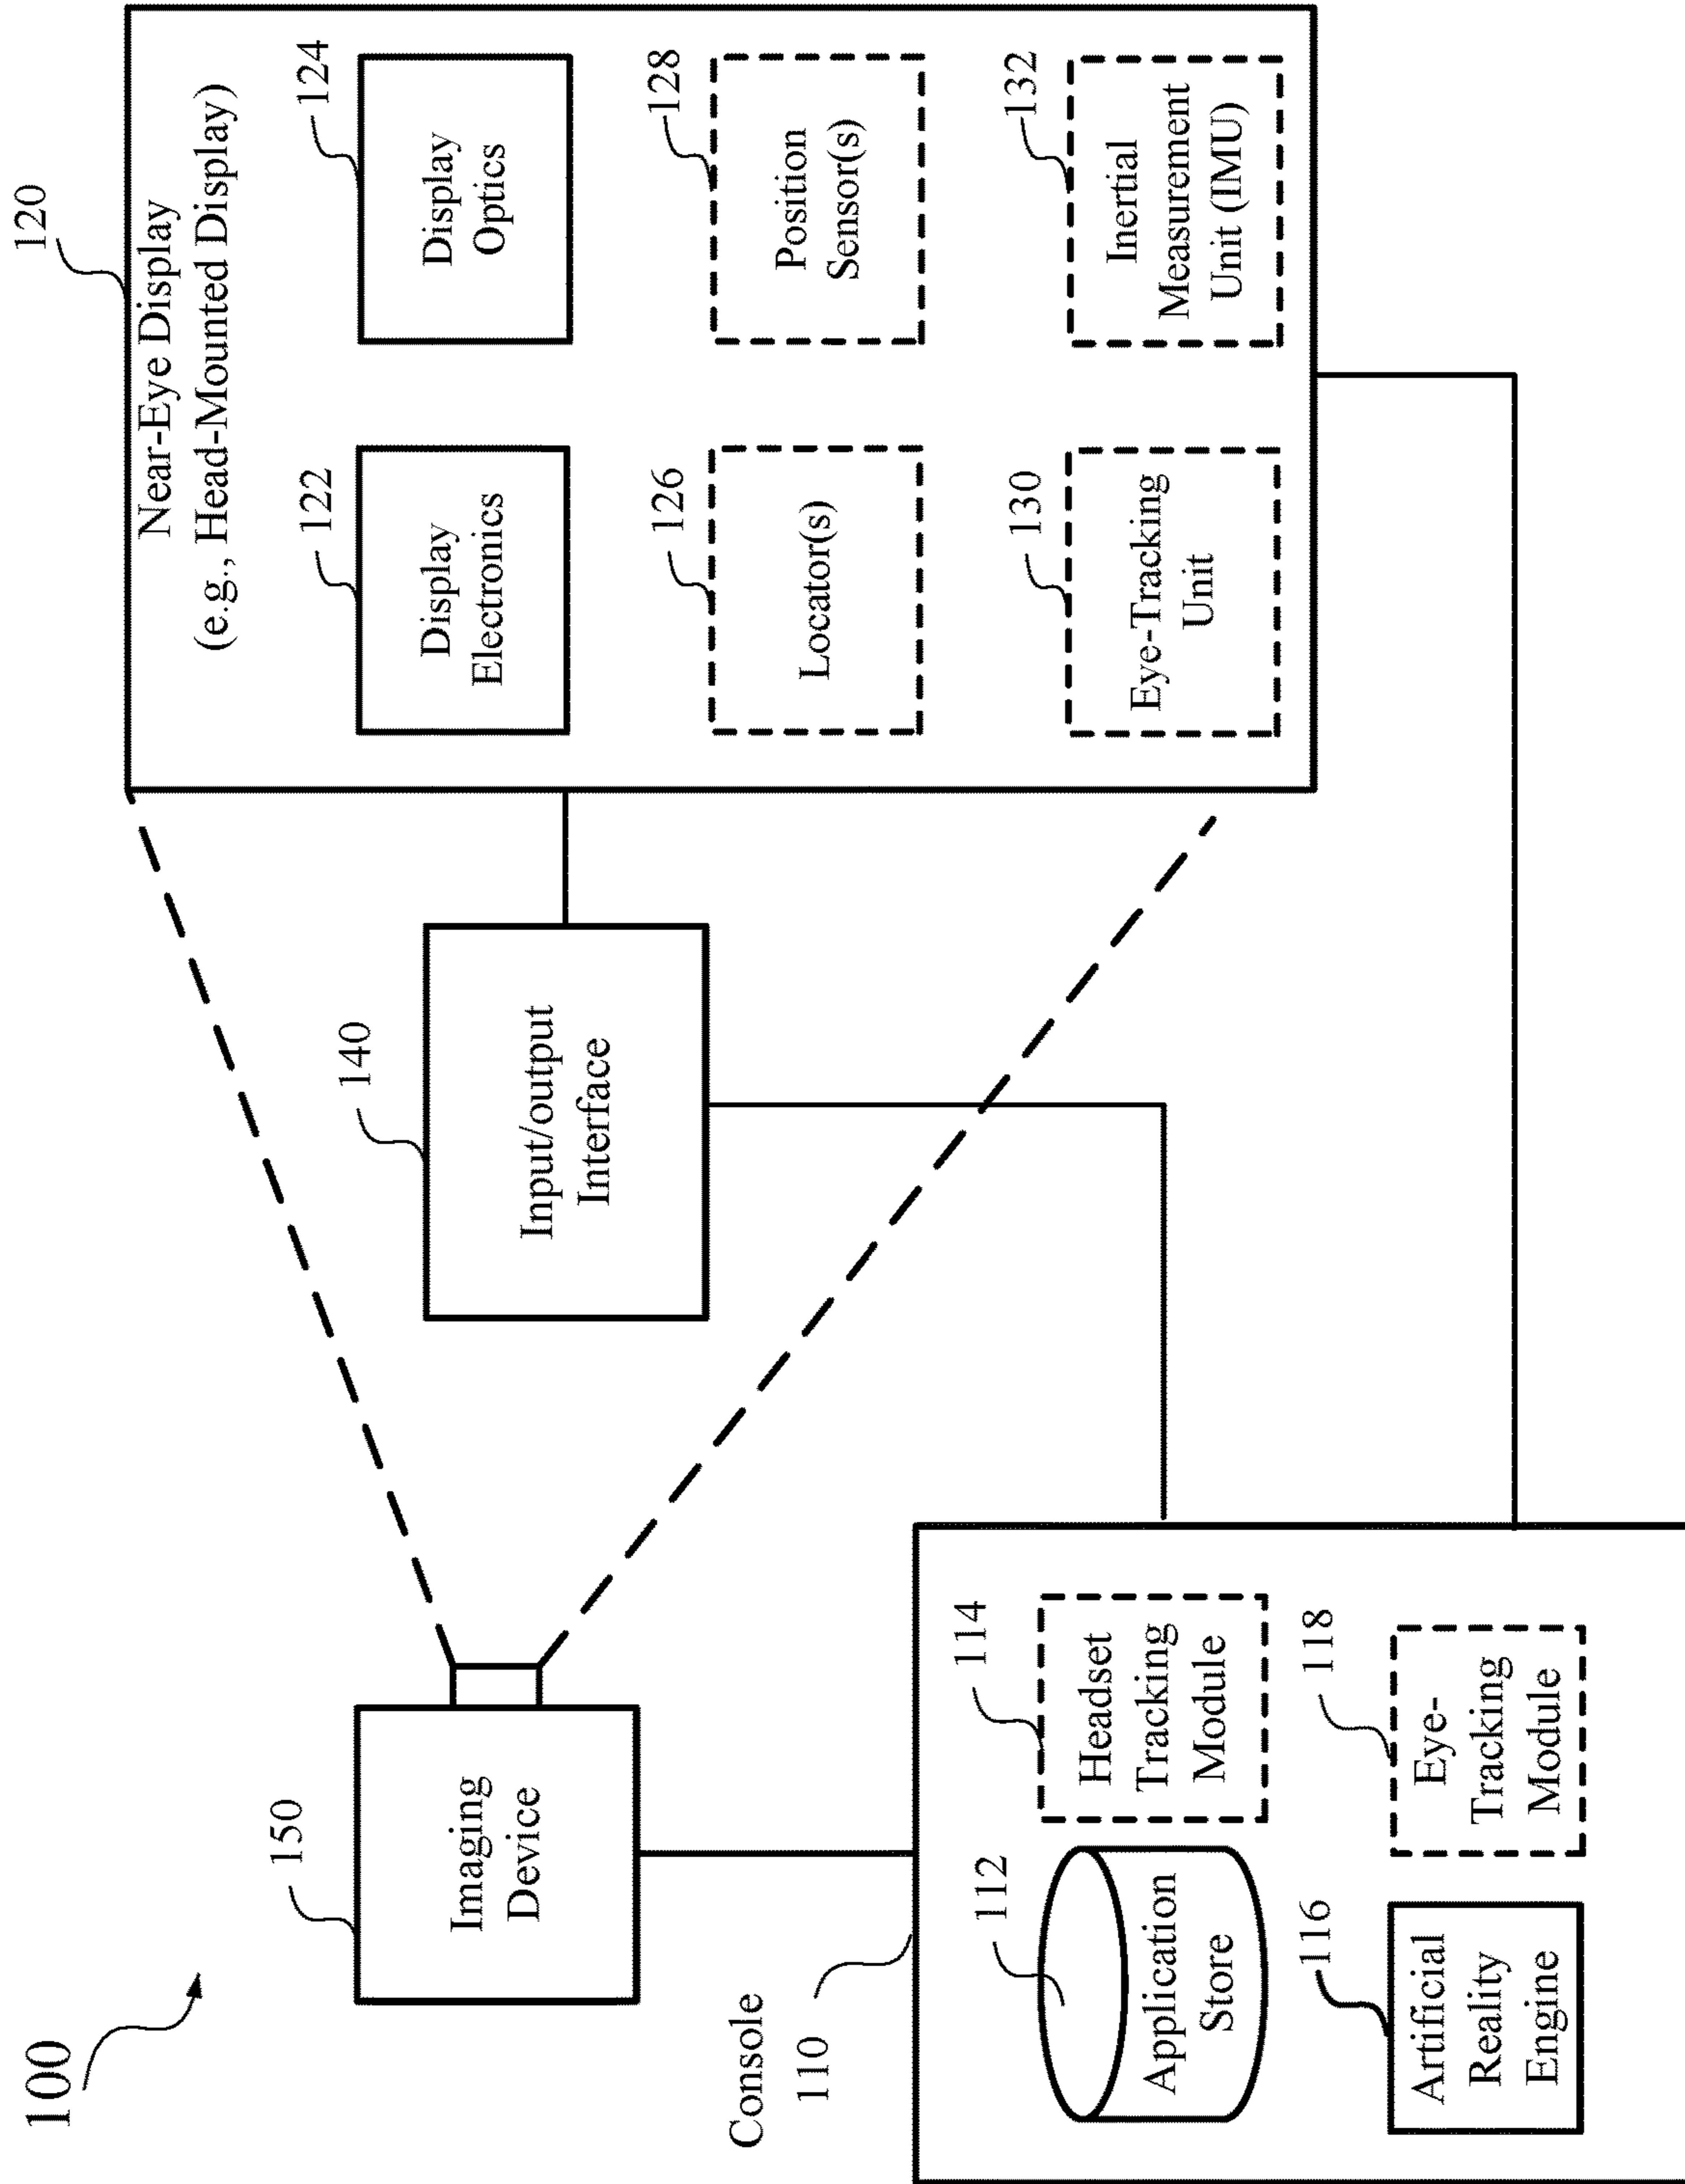 100
120
Near-Eye Display
(e.g., Head-Mounted Display)
122
Display
Electronics
124
Display
Optics
126
Locator(s)
128
Position
Sensor(s)
130
Eye-Tracking
Unit
132
Inertial
Measurement
Unit (IMU)
140
Input/output
Interface
150
Imaging
Device
Console
110
112
Application
Store
114
Headset
Tracking
Module
116
Artificial
Reality
Engine
118
Eye-
Tracking
Module